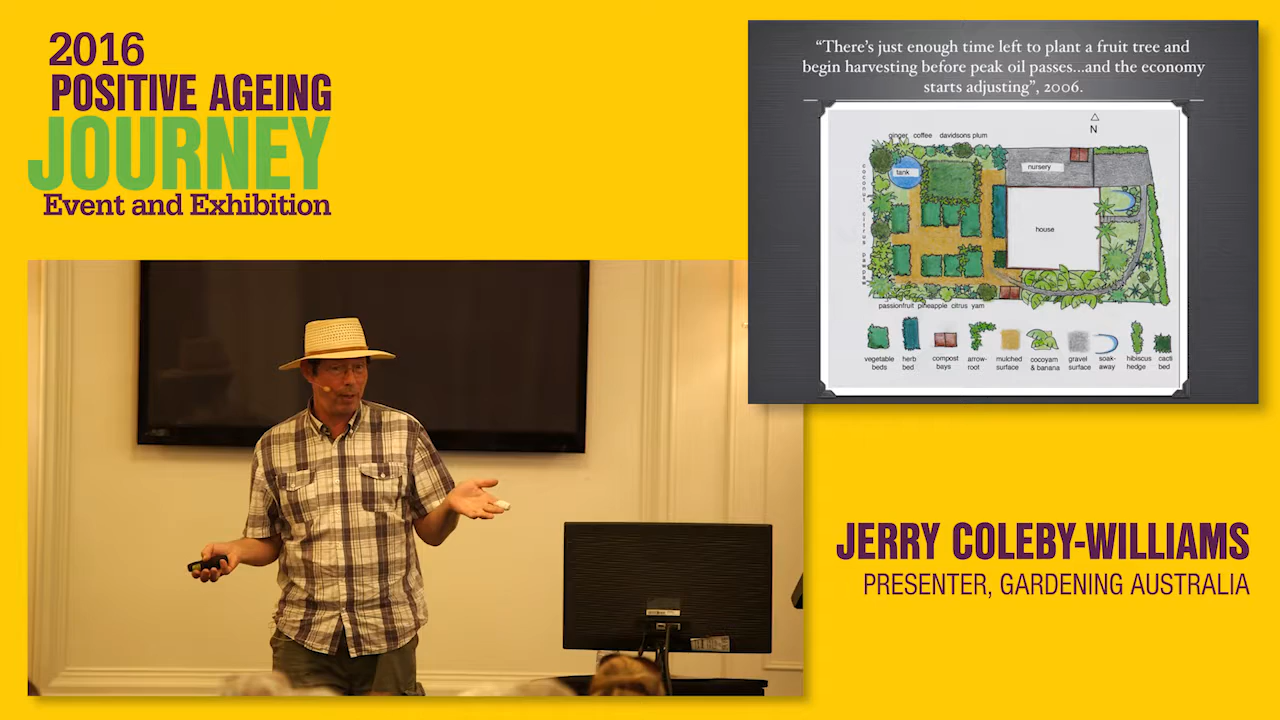 2016
POSITIVE AGEING
JOURNEY
Event and Exhibition
“There’s just enough time left to plant a fruit tree and
begin harvesting before peak oil passes...and the economy
starts adjusting”, 2006.
N
ginger coffee davidsons plum
coconut citrus pawpaw
tank
nursery
house
passionfruit pineapple citrus yam
vegetable beds
herb bed
compost bays
arrow-root
mulched surface
cocoyam & banana
gravel surface
soak-away
hibiscus hedge
cacti bed
JERRY COLEBY-WILLIAMS
PRESENTER, GARDENING AUSTRALIA